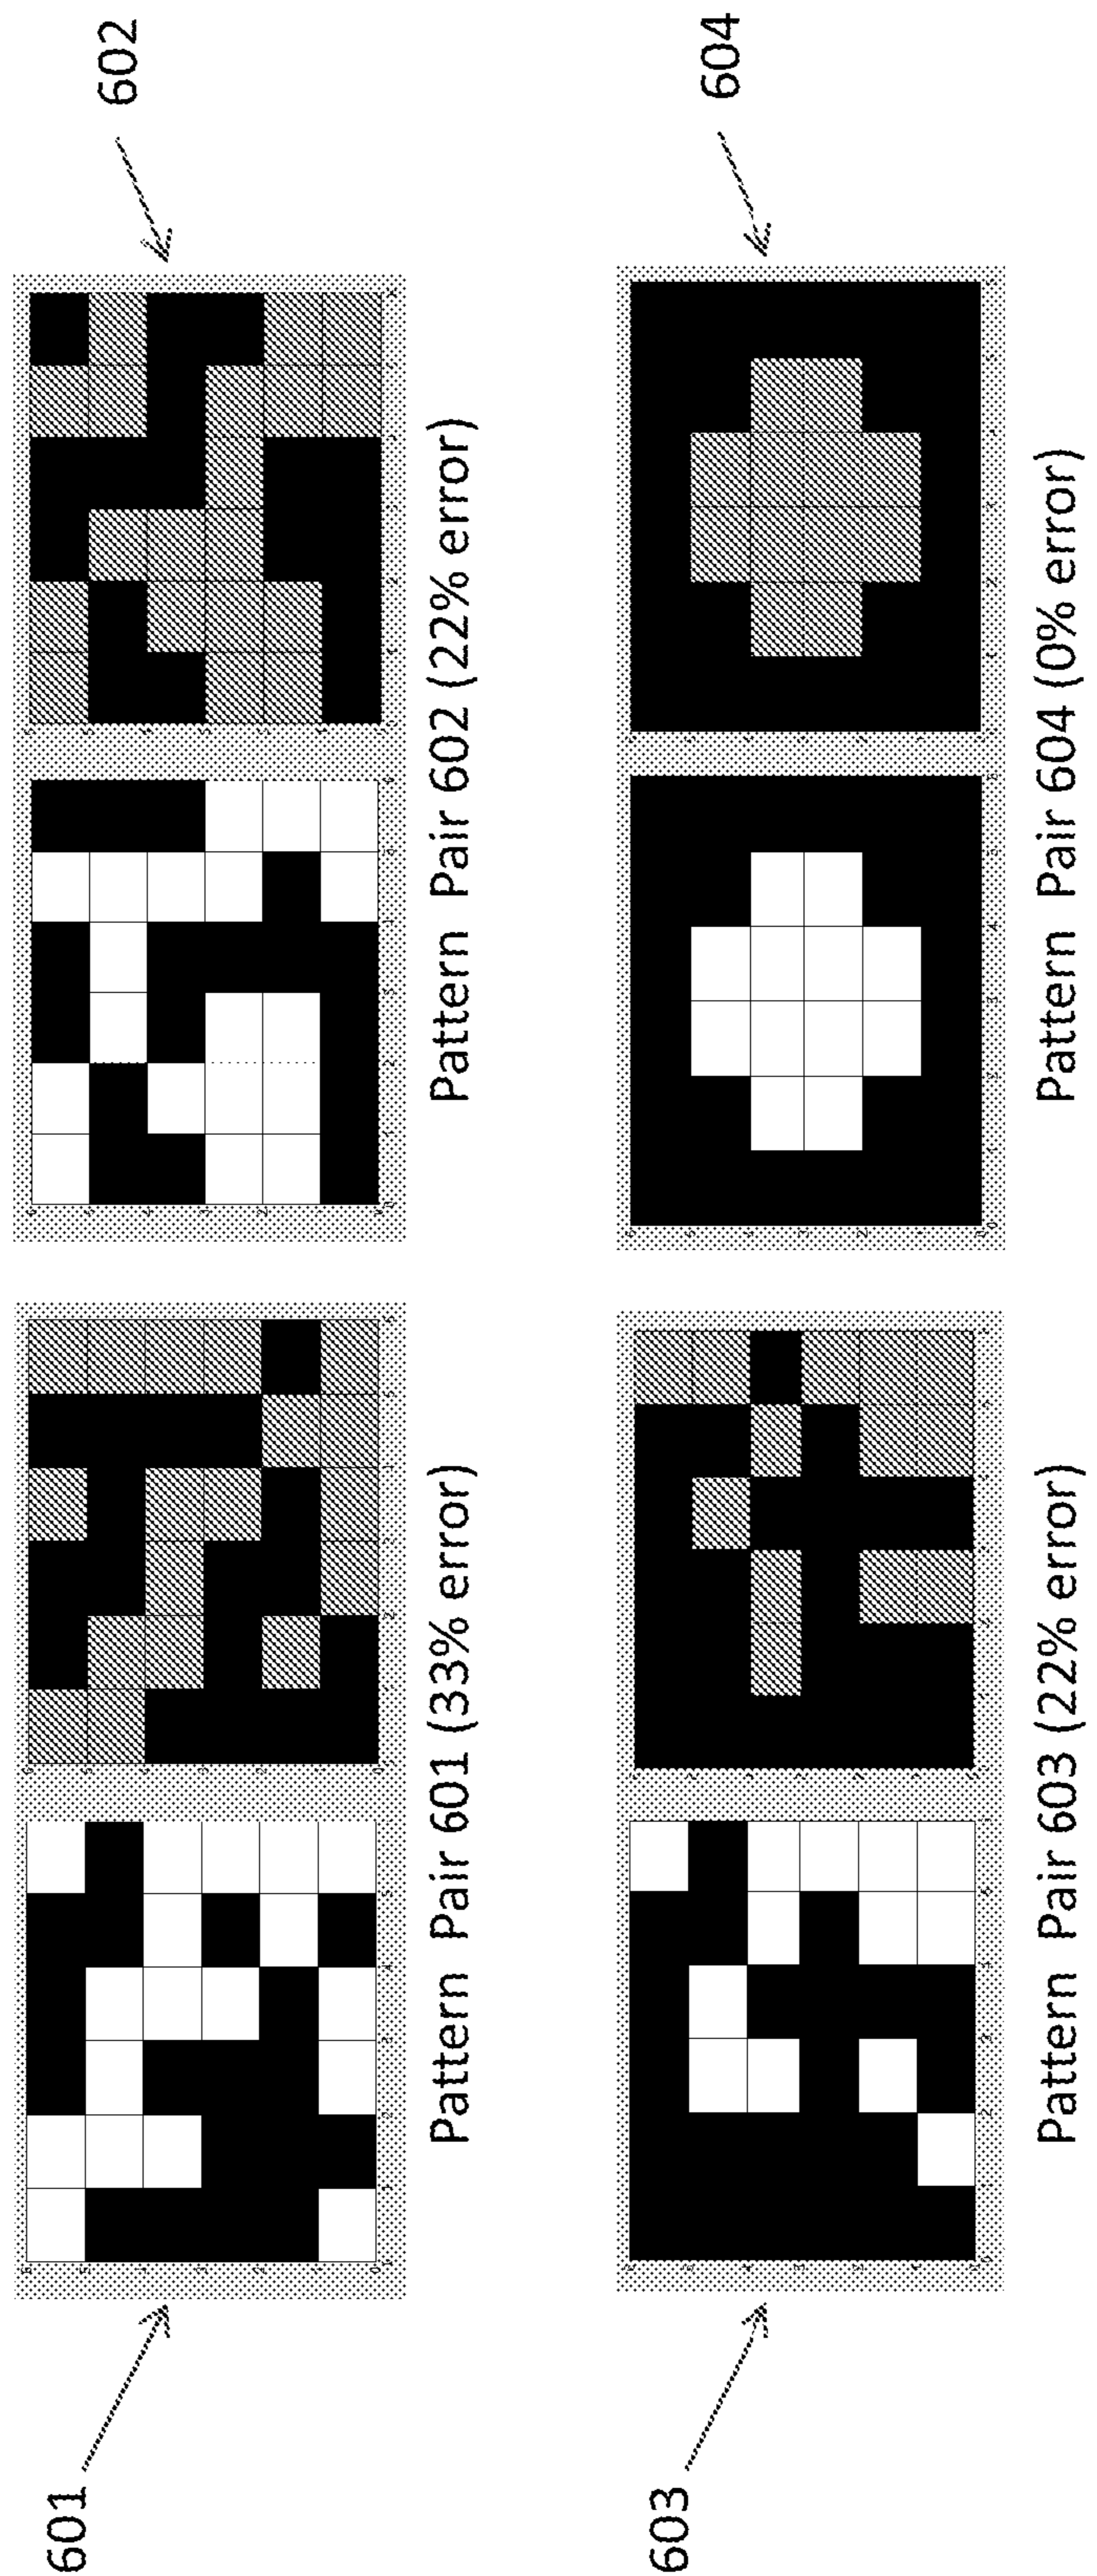 601
602
Pattern Pair 601 (33% error)
Pattern Pair 602 (22% error)
603
604
Pattern Pair 603 (22% error)
Pattern Pair 604 (0% error)